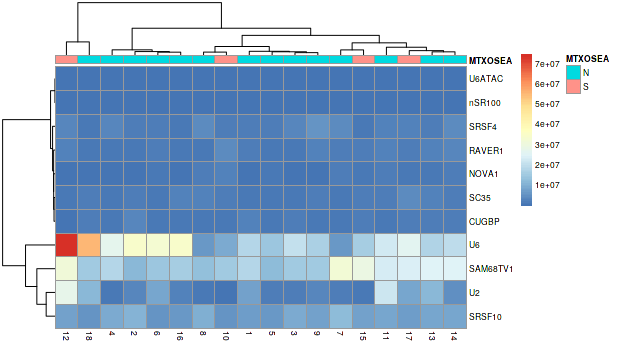 MTXOSEA
U6ATAC
nSR100
SRSF4
RAVER1
NOVA1
SC35
CUGBP
U6
SAM68TV1
U2
SRSF10
12 18 4 2 6 16 8 10 1 5 3 9 7 15 11 17 13 14
7e+07
6e+07
5e+07
4e+07
3e+07
2e+07
1e+07
MTXOSEA
N
S